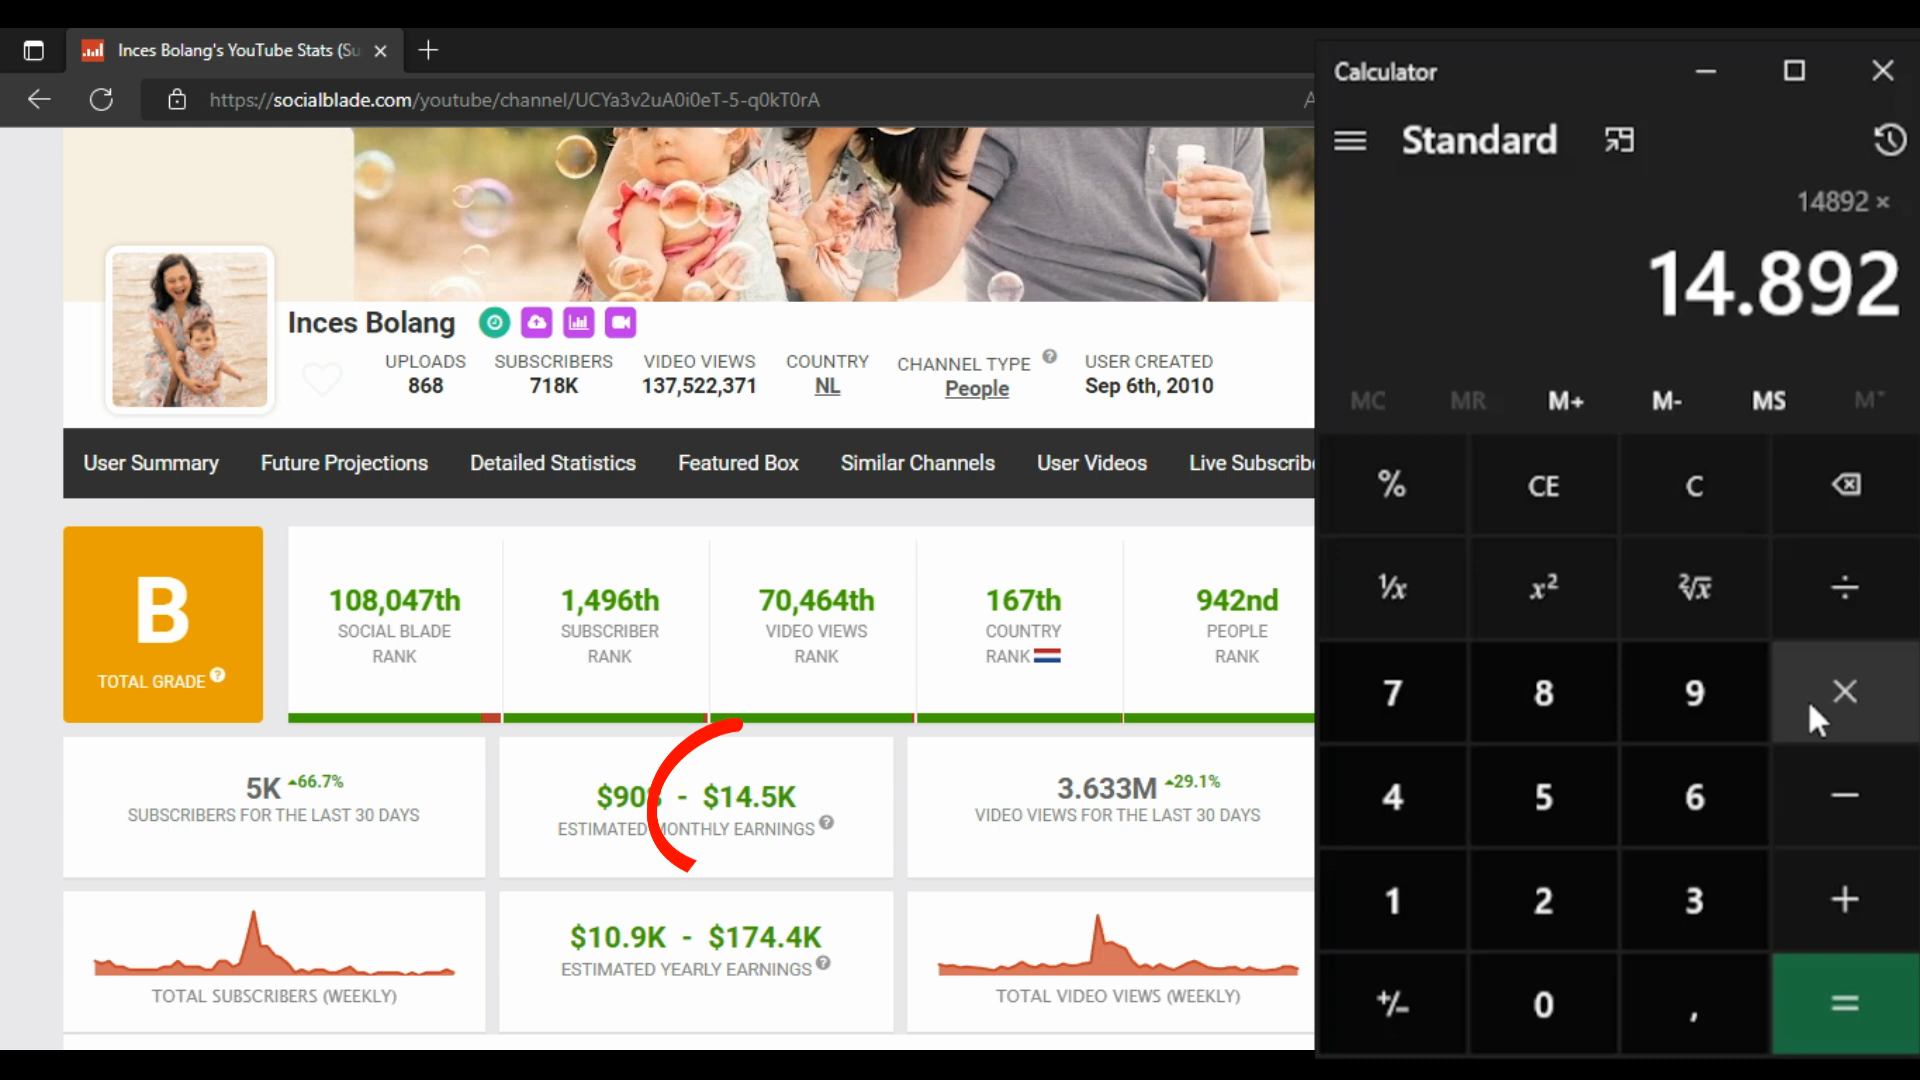 Inces Bolang's YouTube Stats (Su
https://socialblade.com/youtube/channel/UCYa3v2uA0i0eT-5-q0kT0rA
Inces Bolang
UPLOADS
868
SUBSCRIBERS
718K
VIDEO VIEWS
137,522,371
COUNTRY
NL
CHANNEL TYPE
People
USER CREATED
Sep 6th, 2010
User Summary Future Projections Detailed Statistics Featured Box Similar Channels User Videos Live Subscribe
B
TOTAL GRADE
108,047th
SOCIAL BLADE
RANK
1,496th
SUBSCRIBER
RANK
70,464th
VIDEO VIEWS
RANK
167th
COUNTRY
RANK
942nd
PEOPLE
RANK
5K 66.7%
SUBSCRIBERS FOR THE LAST 30 DAYS
$908 - $14.5K
ESTIMATED MONTHLY EARNINGS
3.633M 29.1%
VIDEO VIEWS FOR THE LAST 30 DAYS
TOTAL SUBSCRIBERS (WEEKLY)
$10.9K - $174.4K
ESTIMATED YEARLY EARNINGS
TOTAL VIDEO VIEWS (WEEKLY)
Calculator
Standard
14892 ×
14.892
MC MR M+ M- MS M˅
% CE C
⅟x x² ²√x ÷
7 8 9 ×
4 5 6 −
1 2 3 +
+/- 0 , =